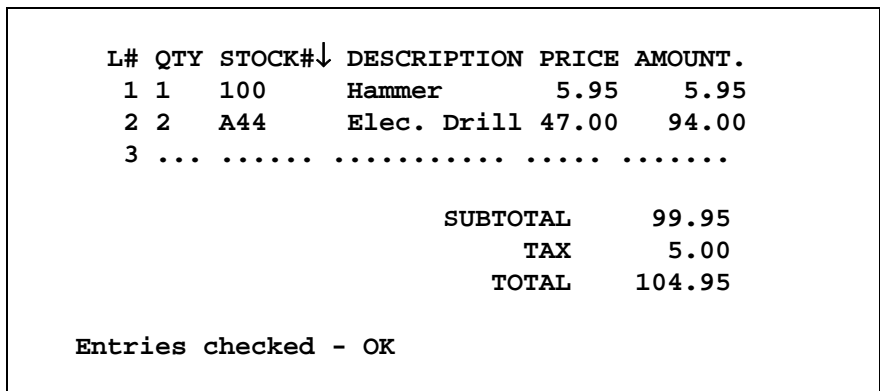 L# QTY STOCK#↓ DESCRIPTION PRICE AMOUNT.
1 1 100 Hammer 5.95 5.95
2 2 A44 Elec. Drill 47.00 94.00
3 ... ...... ........... ..... .......
SUBTOTAL 99.95
TAX 5.00
TOTAL 104.95
Entries checked - OK